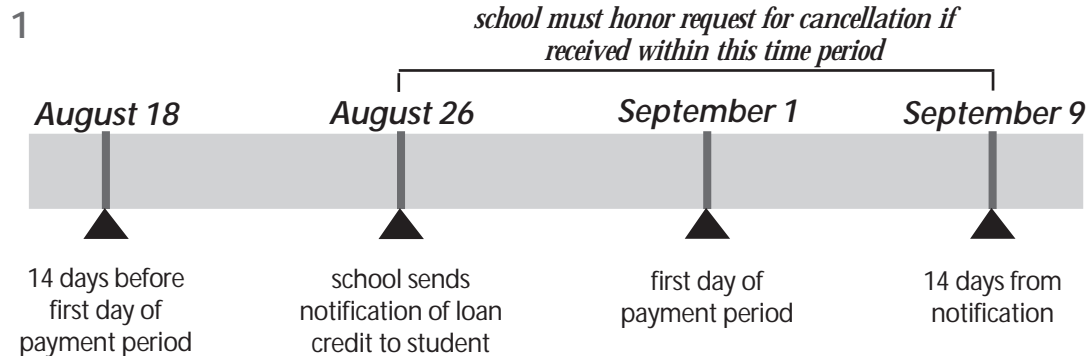 1
school must honor request for cancellation if
received within this time period
August 18
August 26
September 1
September 9
14 days before
first day of
payment period
school sends
notification of loan
credit to student
first day of
payment period
14 days from
notification